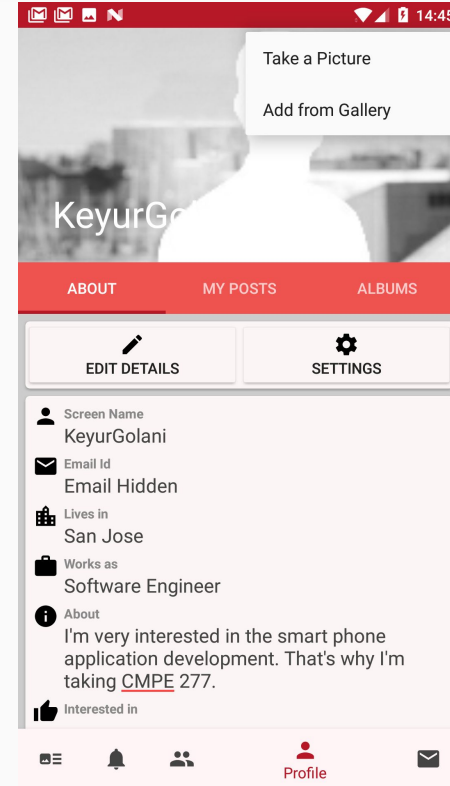 14:45
Take a Picture
Add from Gallery
KeyurGo
ABOUT MY POSTS ALBUMS
EDIT DETAILS SETTINGS
Screen Name
KeyurGolani
Email Id
Email Hidden
Lives in
San Jose
Works as
Software Engineer
About
I'm very interested in the smart phone
application development. That's why I'm
taking CMPE 277.
Interested in
Profile